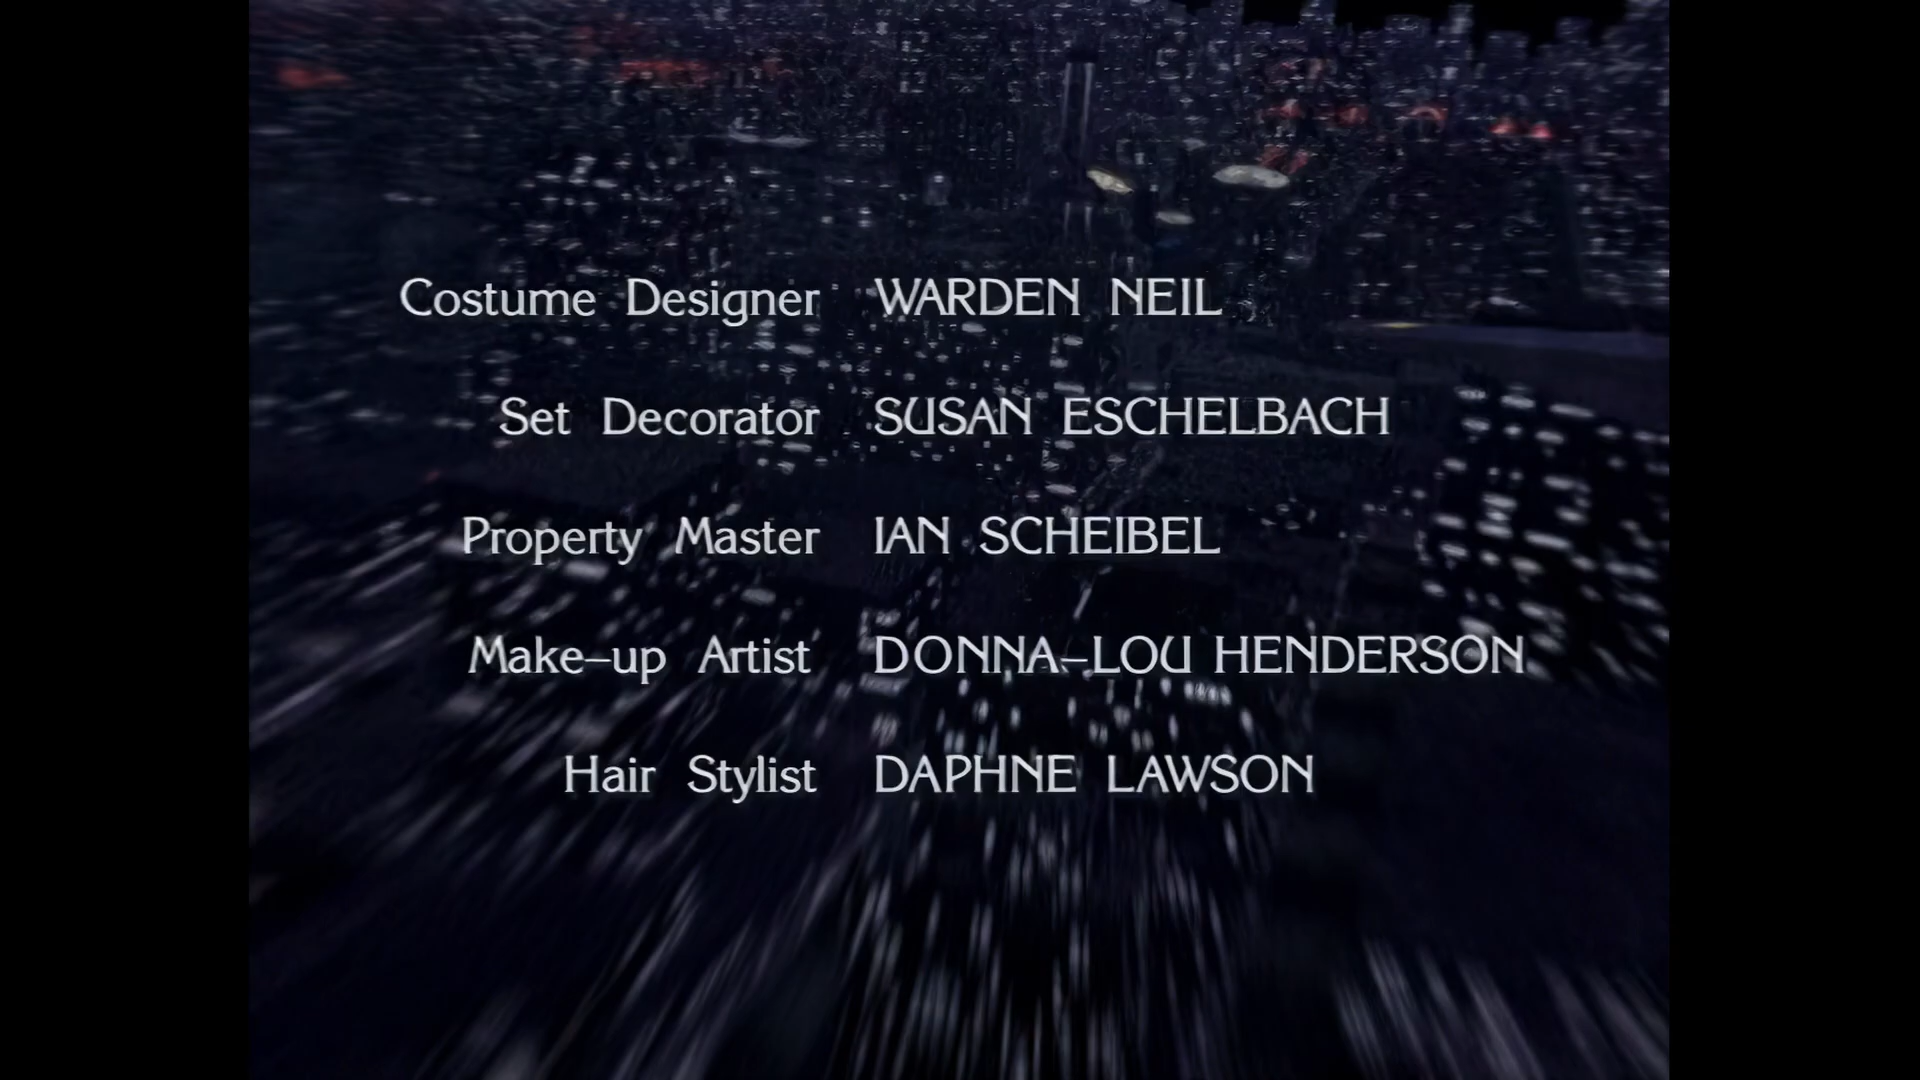 Costume Designer WARDEN NEIL
Set Decorator SUSAN ESCHELBACH
Property Master IAN SCHEIBEL
Make-up Artist DONNA-LOU HENDERSON
Hair Stylist DAPHNE LAWSON